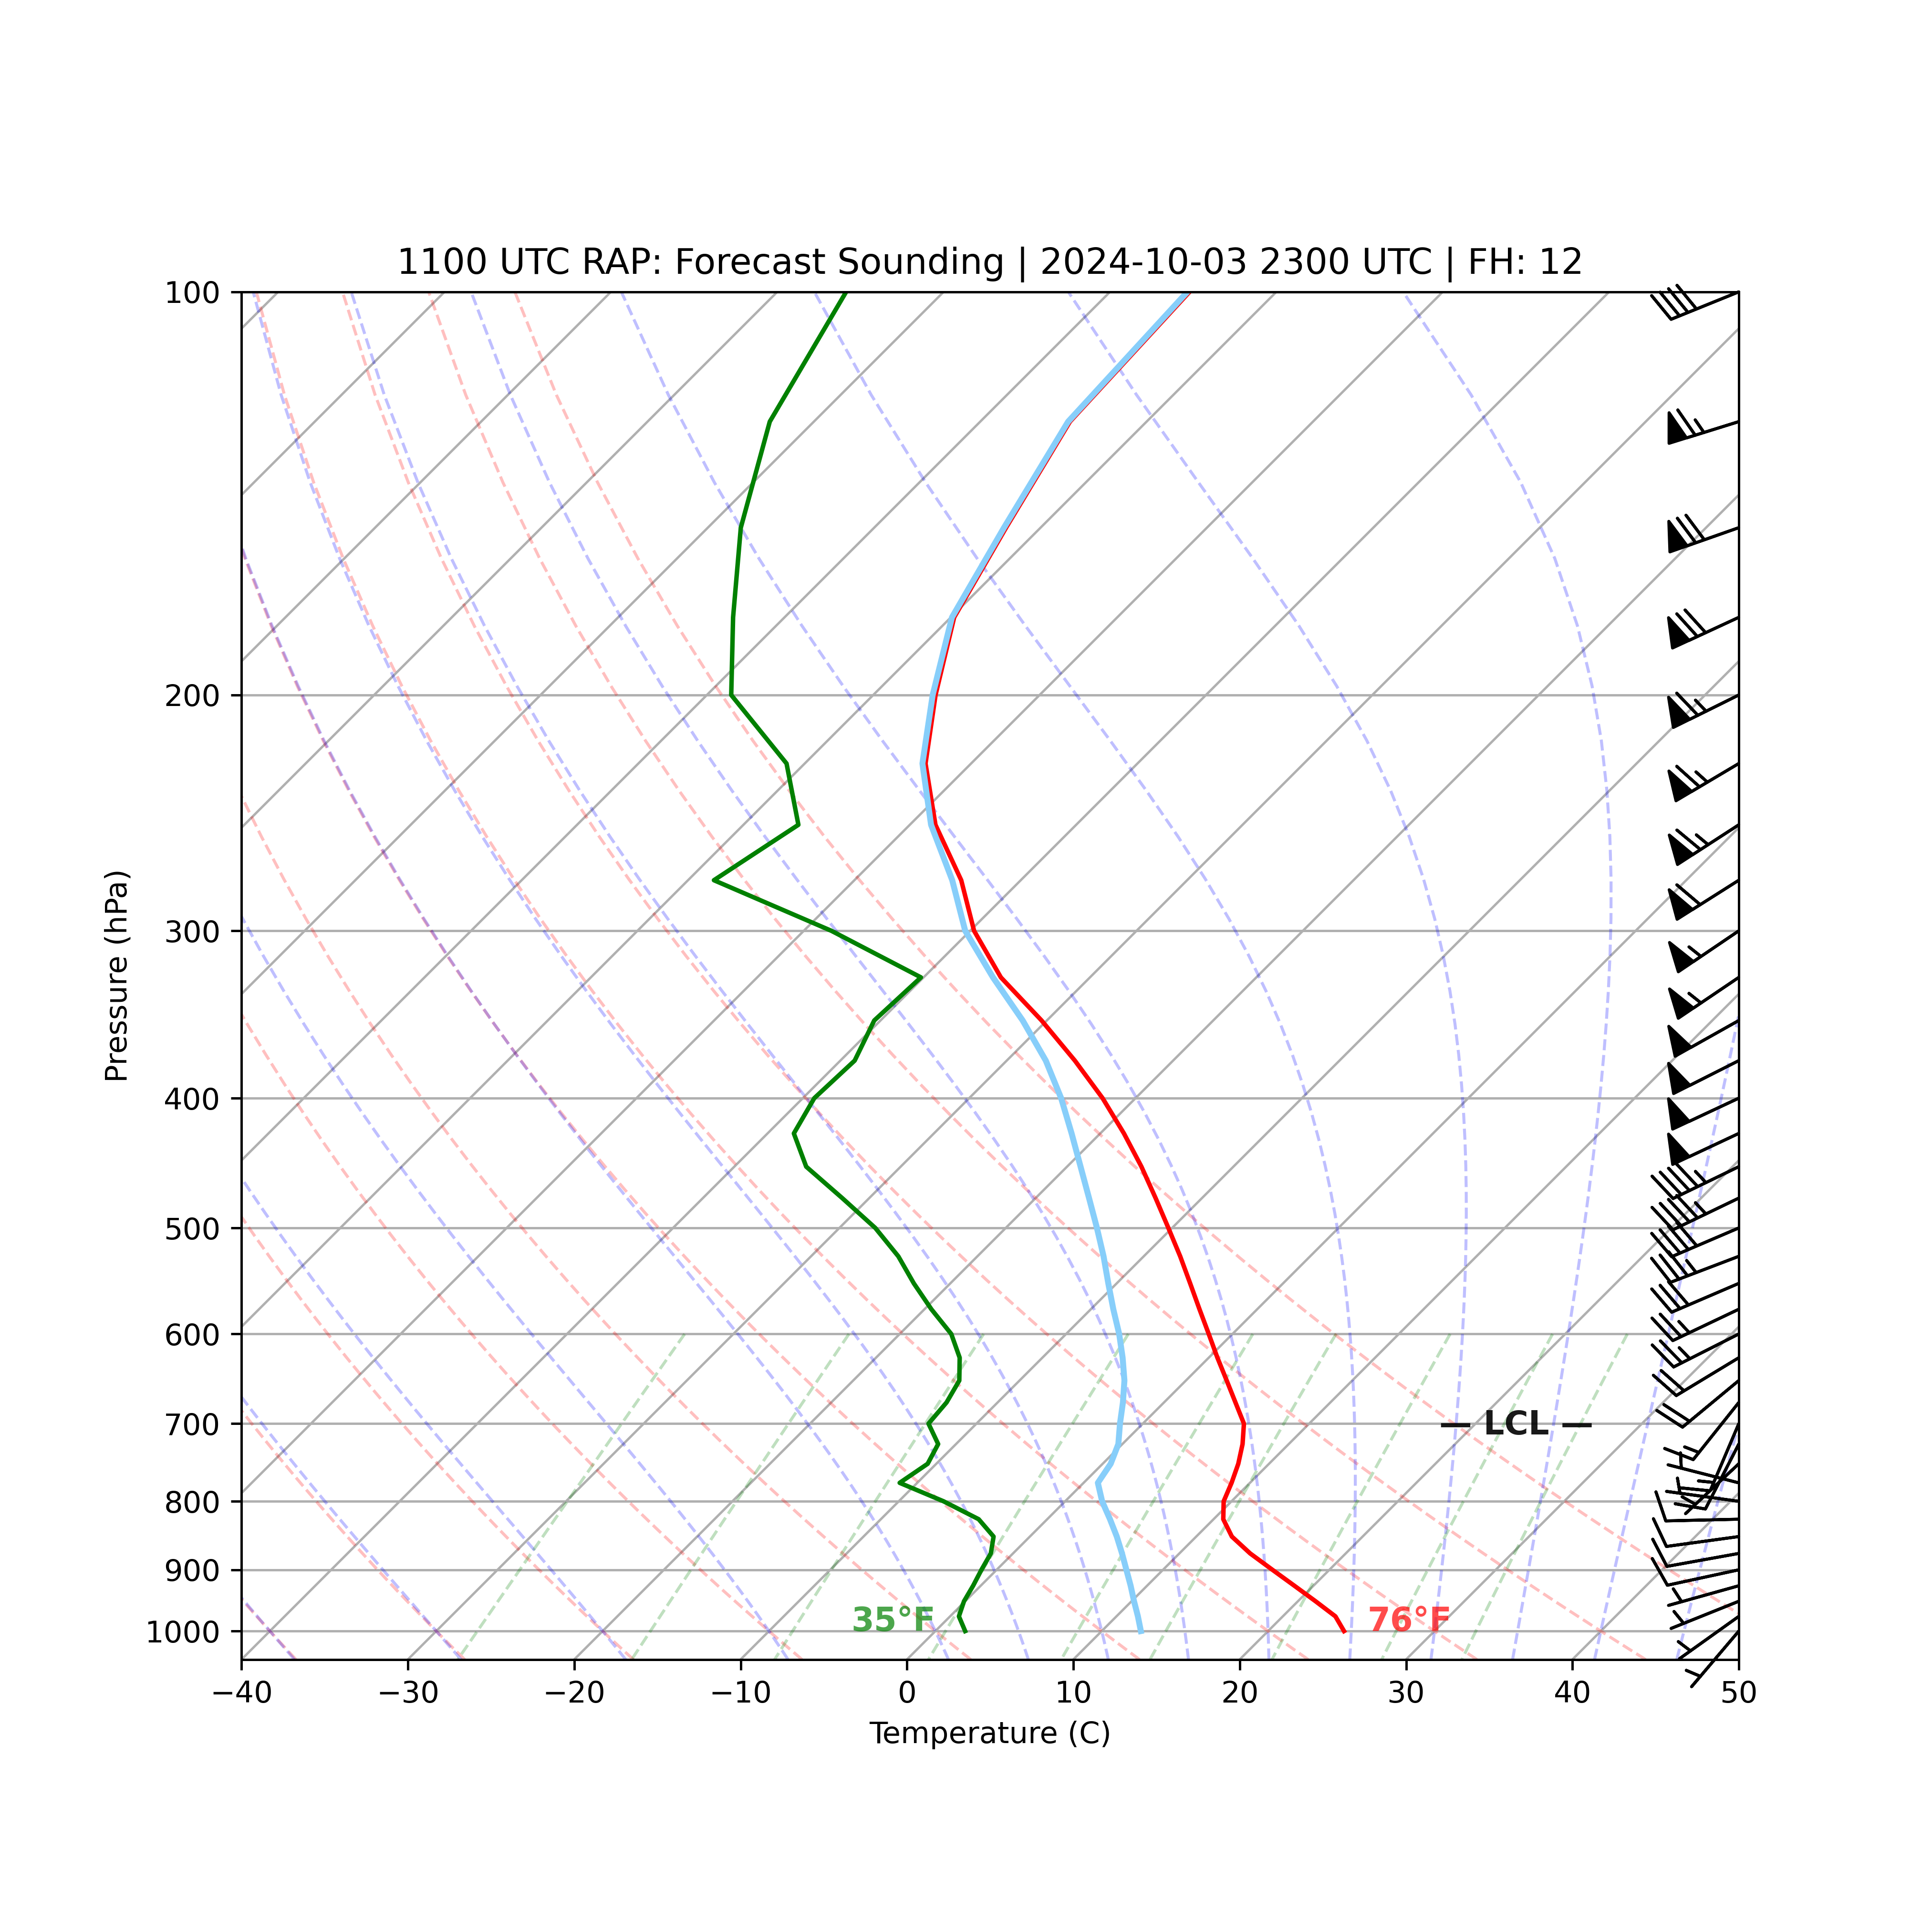 1100 UTC RAP: Forecast Sounding | 2024-10-03 2300 UTC | FH: 12
100
200
300
400
500
600
700
800
900
1000
Pressure (hPa)
— LCL —
35°F
76°F
−40 −30 −20 −10 0 10 20 30 40 50
Temperature (C)